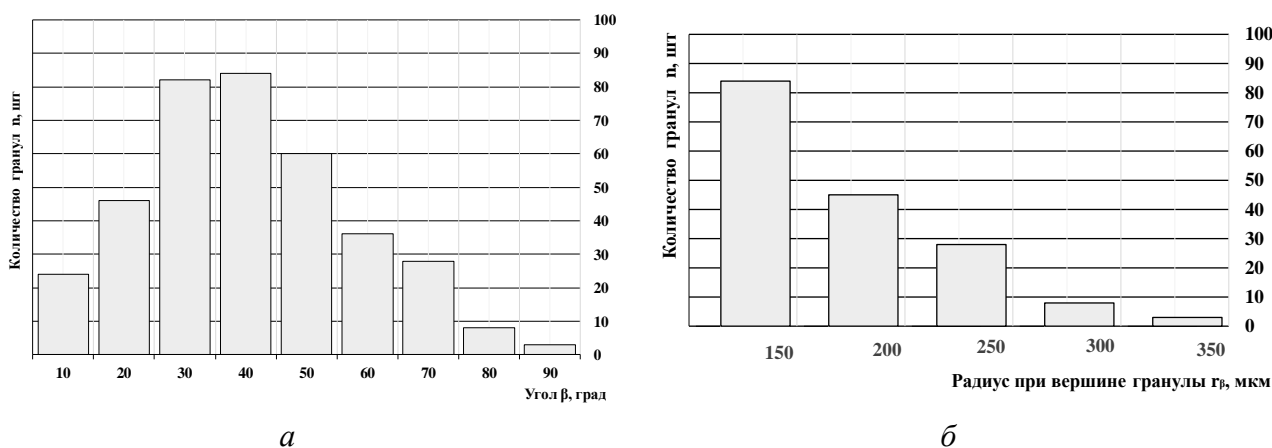 Количество гранул n, шт
100
90
80
70
60
50
40
30
20
10
0
10 20 30 40 50 60 70 80 90
Угол β, град
а
Количество гранул n, шт
100
90
80
70
60
50
40
30
20
10
0
150 200 250 300 350
Радиус при вершине гранулы rᵦ, мкм
б